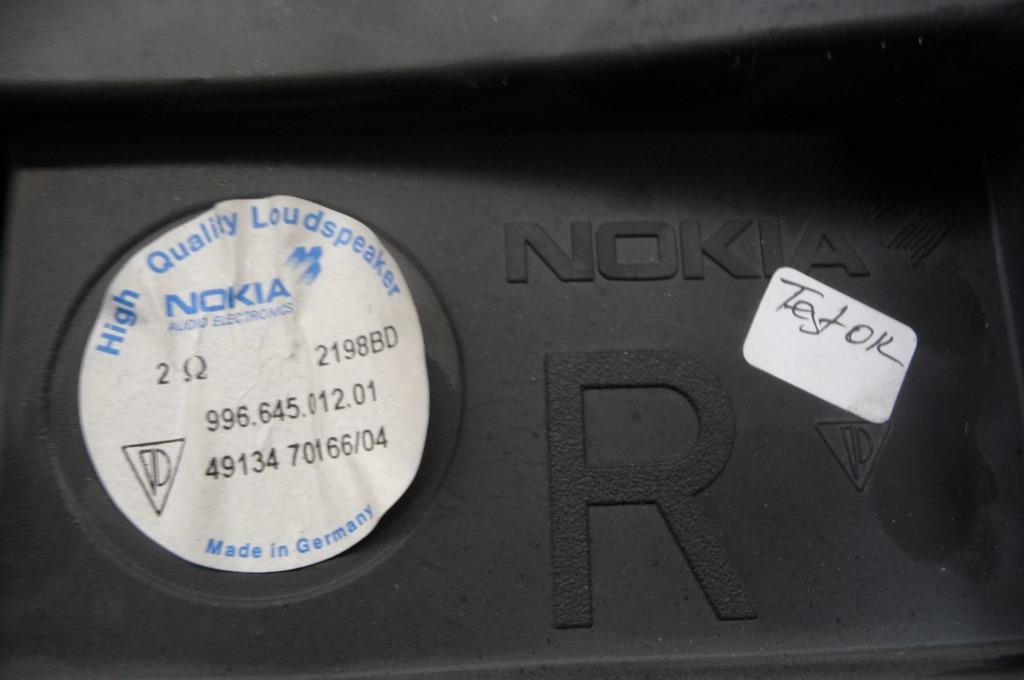 High Quality Loudspeaker
NOKIA
AUDIO ELECTRONICS
2 Ω 2198BD
996.645.012.01
49134 70166/04
Made in Germany
NOKIA
Test OK
R